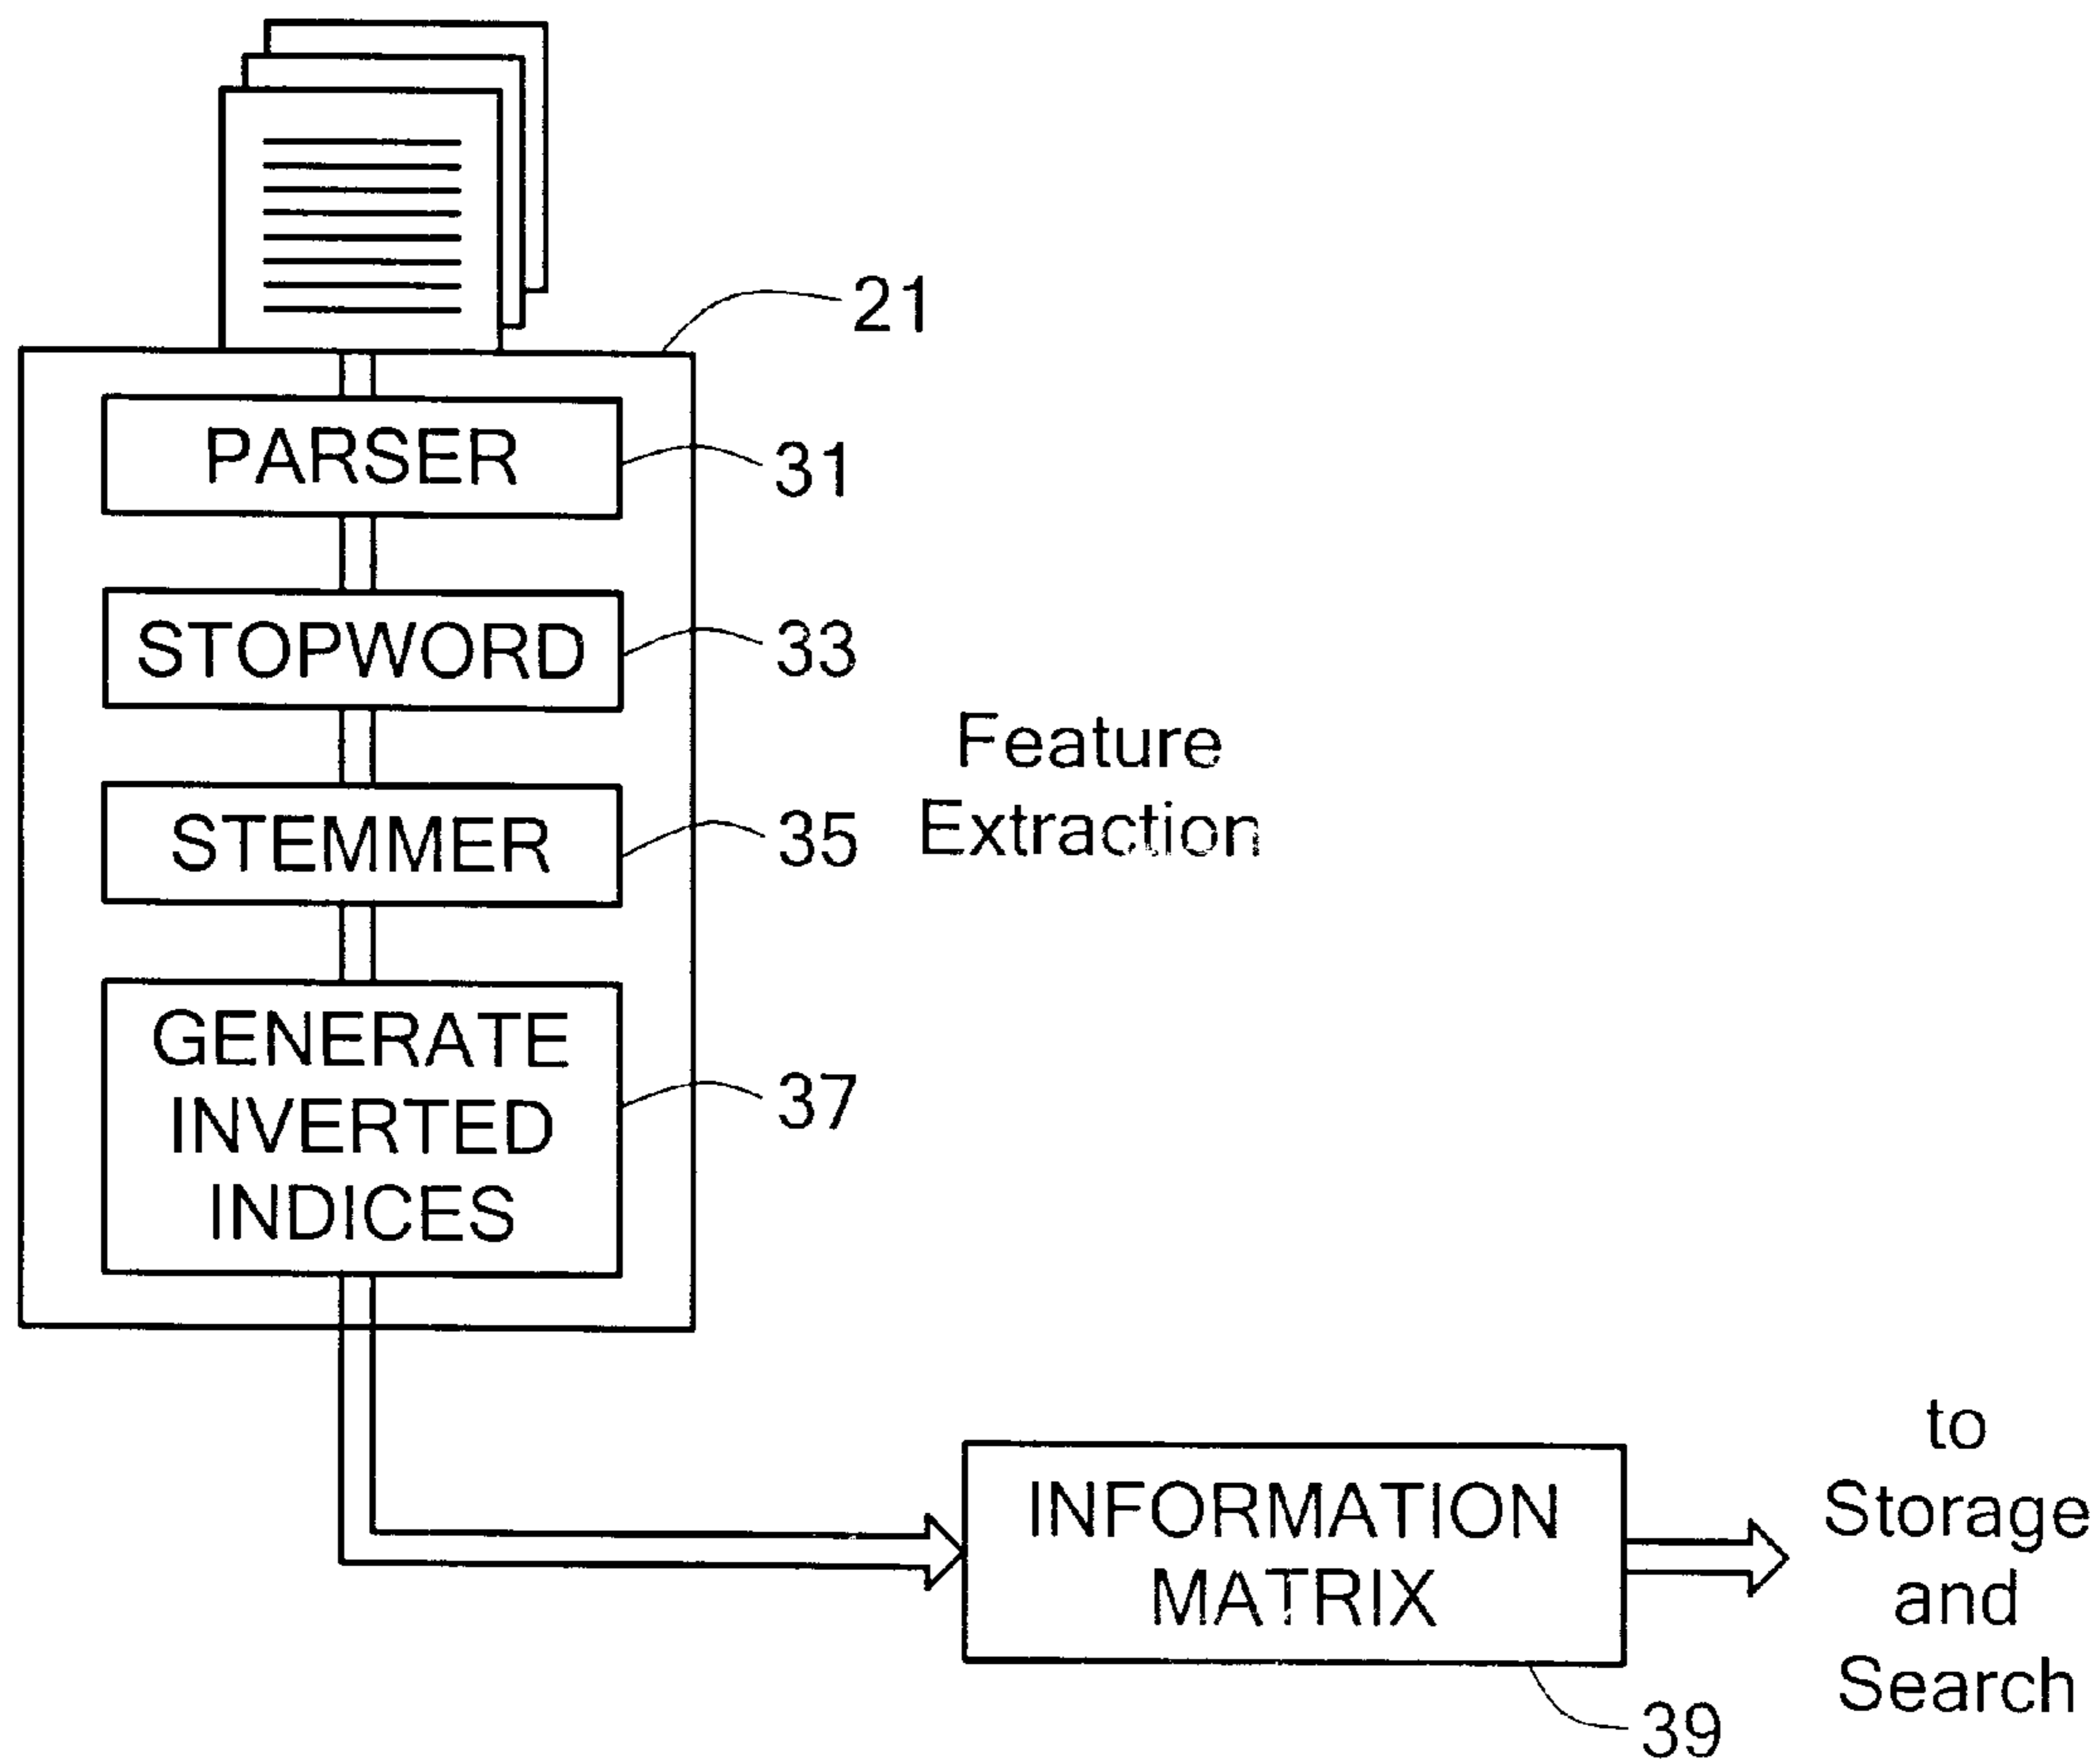 21
PARSER
31
STOPWORD
33
Feature
Extraction
STEMMER
35
GENERATE
INVERTED
INDICES
37
INFORMATION
MATRIX
39
to
Storage
and
Search